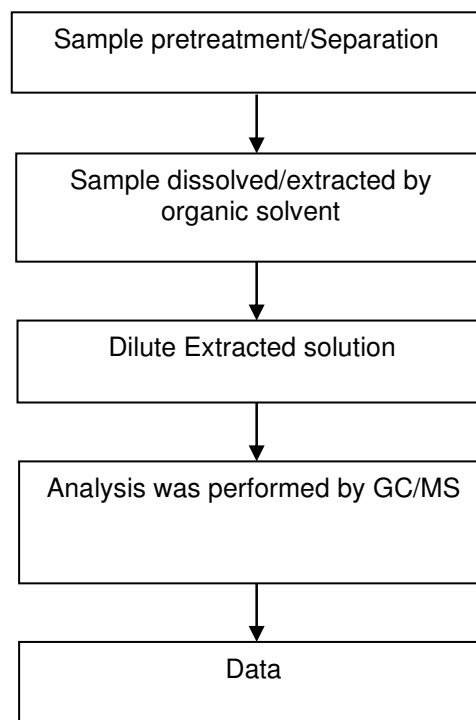 Sample pretreatment/Separation
Sample dissolved/extracted by
organic solvent
Dilute Extracted solution
Analysis was performed by GC/MS
Data